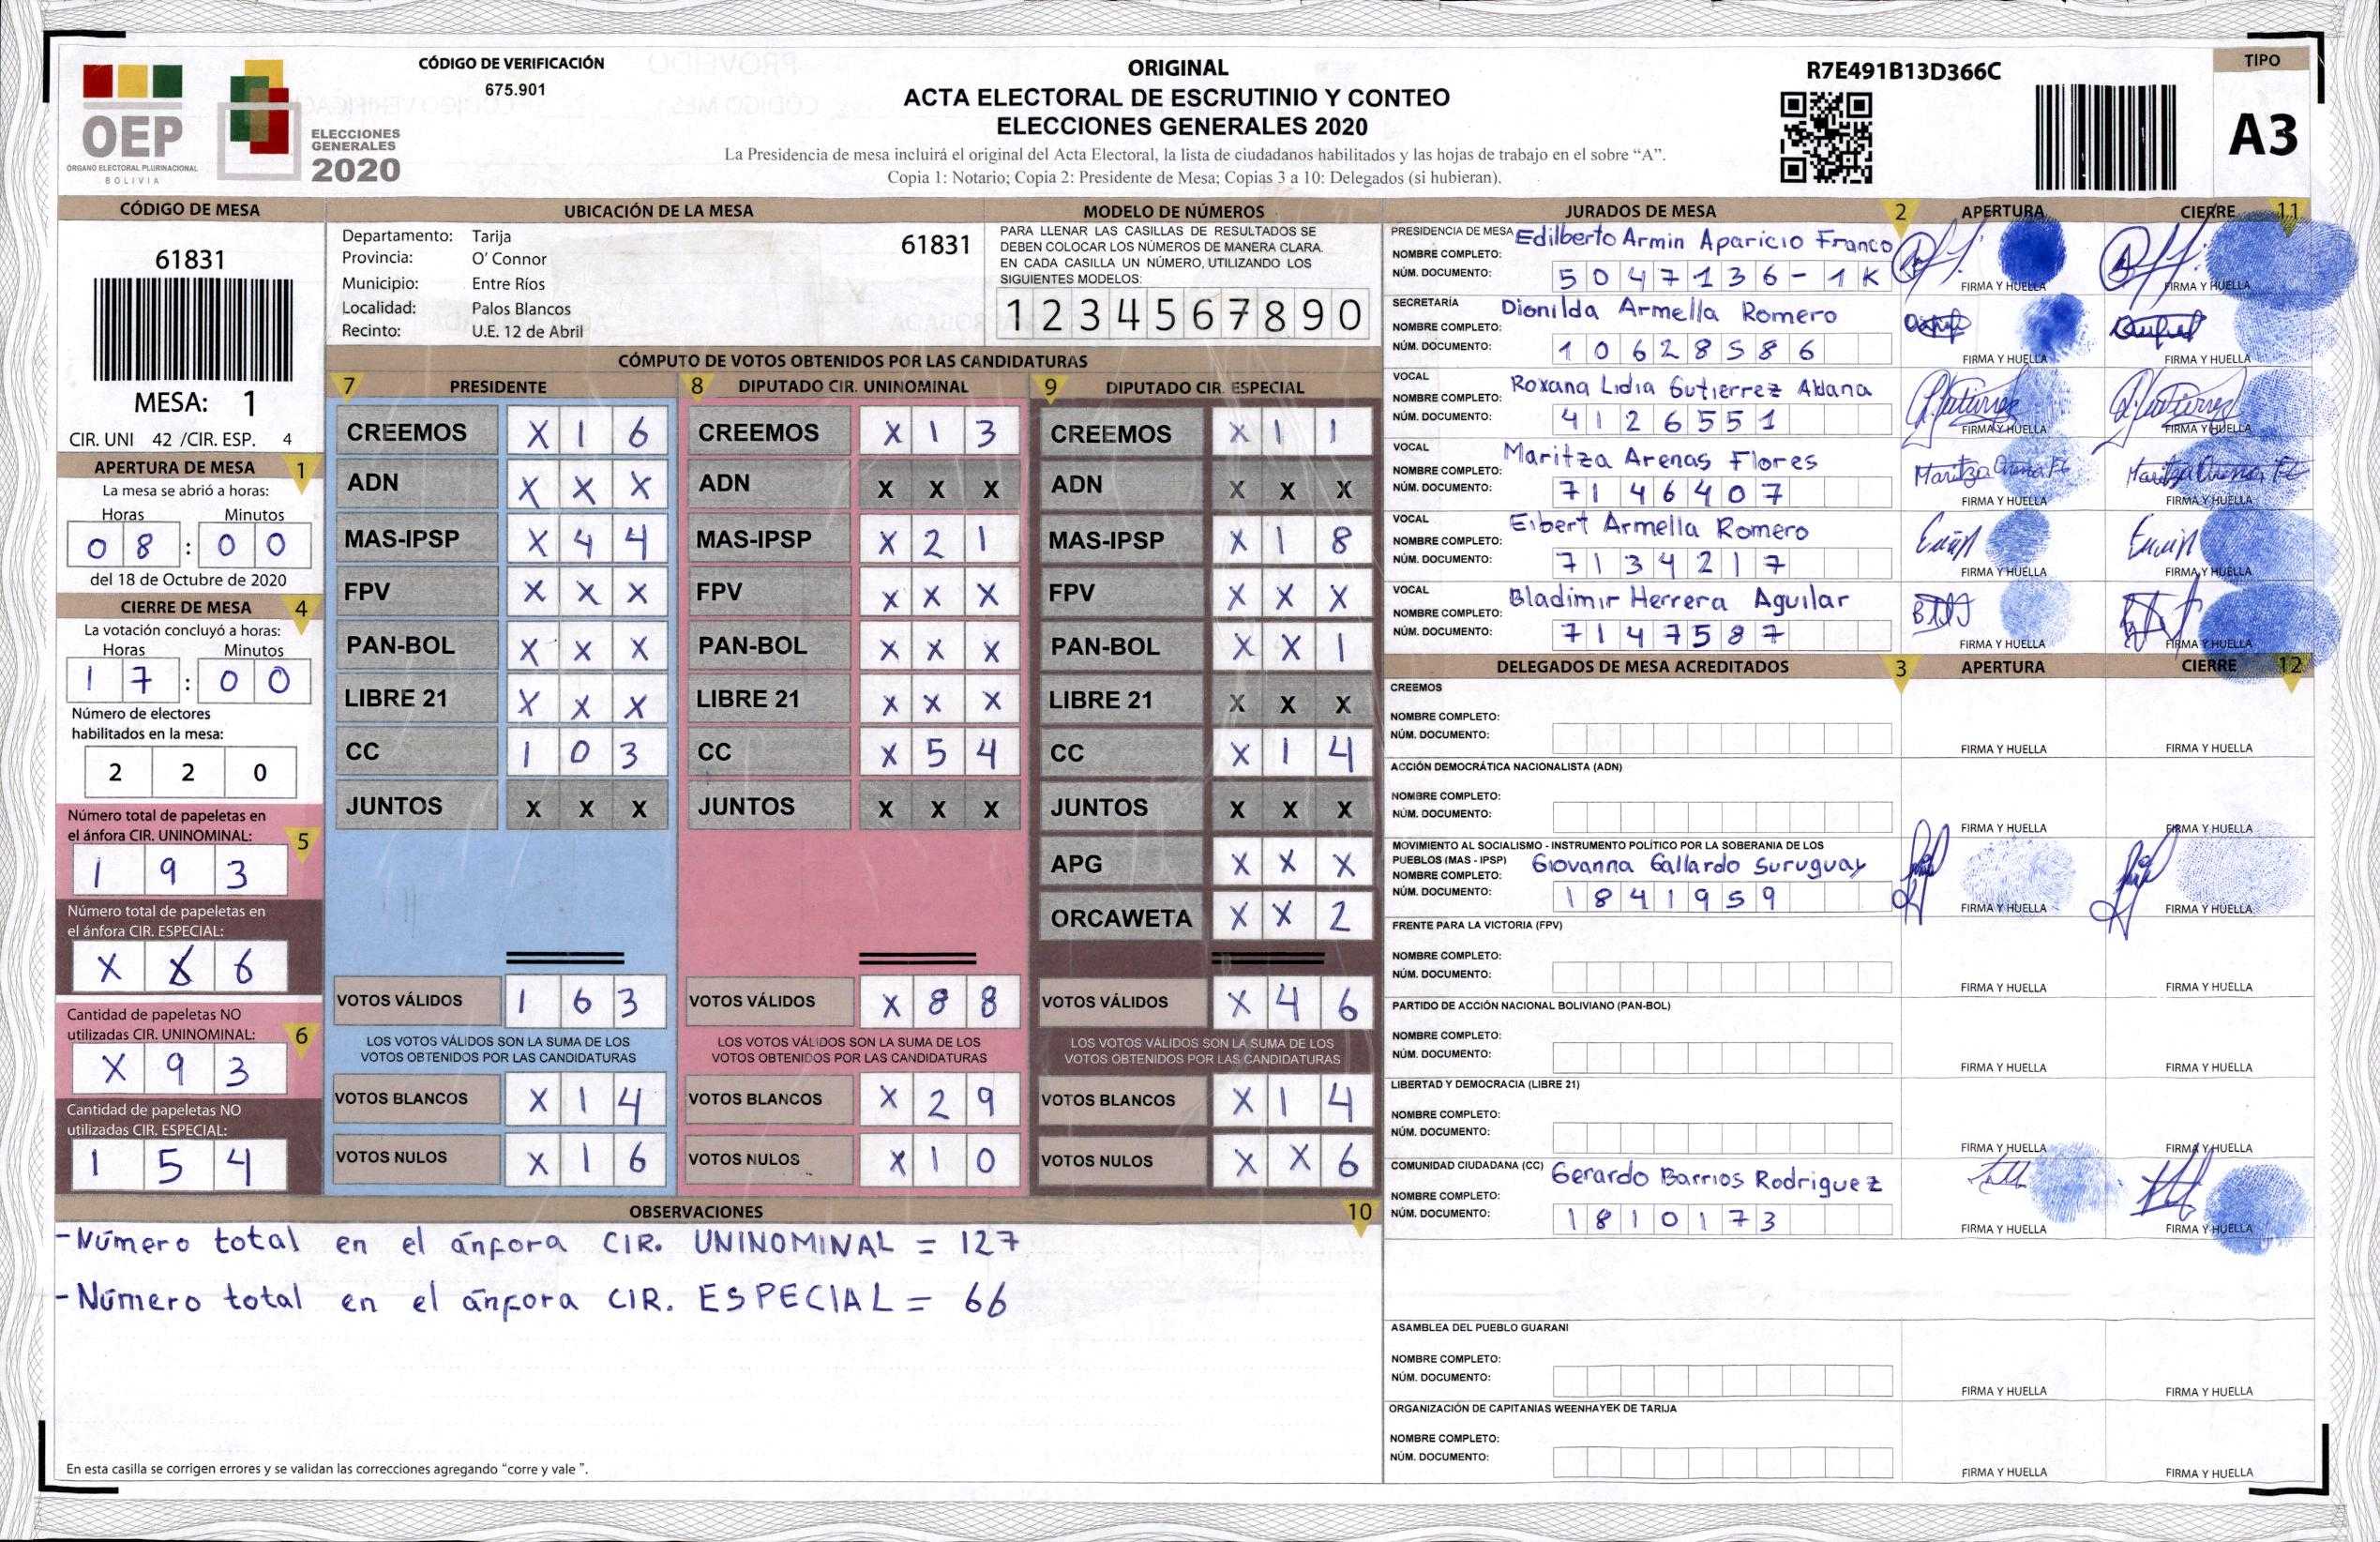 OEP
ÓRGANO ELECTORAL PLURINACIONAL
BOLIVIA
ELECCIONES
GENERALES
2020
CÓDIGO DE VERIFICACIÓN
675.901
ORIGINAL
ACTA ELECTORAL DE ESCRUTINIO Y CONTEO
ELECCIONES GENERALES 2020
La Presidencia de mesa incluirá el original del Acta Electoral, la lista de ciudadanos habilitados y las hojas de trabajo en el sobre “A”.
Copia 1: Notario; Copia 2: Presidente de Mesa; Copias 3 a 10: Delegados (si hubieran).
R7E491B13D366C
TIPO
A3
CÓDIGO DE MESA
61831
MESA: 1
CIR. UNI 42 /CIR. ESP. 4
APERTURA DE MESA 1
La mesa se abrió a horas:
Horas Minutos
0 8 : 0 0
del 18 de Octubre de 2020
CIERRE DE MESA 4
La votación concluyó a horas:
Horas Minutos
1 7 : 0 0
Número de electores
habilitados en la mesa:
2 2 0
Número total de papeletas en
el ánfora CIR. UNINOMINAL: 5
1 9 3
Número total de papeletas en
el ánfora CIR. ESPECIAL:
X 6 6
Cantidad de papeletas NO
utilizadas CIR. UNINOMINAL: 6
X 9 3
Cantidad de papeletas NO
utilizadas CIR. ESPECIAL:
1 5 4
UBICACIÓN DE LA MESA
Departamento: Tarija 61831
Provincia: O' Connor
Municipio: Entre Ríos
Localidad: Palos Blancos
Recinto: U.E. 12 de Abril
MODELO DE NÚMEROS
PARA LLENAR LAS CASILLAS DE RESULTADOS SE
DEBEN COLOCAR LOS NÚMEROS DE MANERA CLARA.
EN CADA CASILLA UN NÚMERO, UTILIZANDO LOS
SIGUIENTES MODELOS:
1 2 3 4 5 6 7 8 9 0
CÓMPUTO DE VOTOS OBTENIDOS POR LAS CANDIDATURAS
7 PRESIDENTE
CREEMOS X 1 6
ADN X X X
MAS-IPSP X 4 4
FPV X X X
PAN-BOL X X X
LIBRE 21 X X X
CC 1 0 3
JUNTOS X X X
VOTOS VÁLIDOS 1 6 3
LOS VOTOS VÁLIDOS SON LA SUMA DE LOS
VOTOS OBTENIDOS POR LAS CANDIDATURAS
VOTOS BLANCOS X 1 4
VOTOS NULOS X 1 6
8 DIPUTADO CIR. UNINOMINAL
CREEMOS X 1 3
ADN X X X
MAS-IPSP X 2 1
FPV X X X
PAN-BOL X X X
LIBRE 21 X X X
CC X 5 4
JUNTOS X X X
VOTOS VÁLIDOS X 8 8
LOS VOTOS VÁLIDOS SON LA SUMA DE LOS
VOTOS OBTENIDOS POR LAS CANDIDATURAS
VOTOS BLANCOS X 2 9
VOTOS NULOS X 1 0
9 DIPUTADO CIR. ESPECIAL
CREEMOS X 1 1
ADN X X X
MAS-IPSP X 1 8
FPV X X X
PAN-BOL X X 1
LIBRE 21 X X X
CC X 1 4
JUNTOS X X X
APG X X X
ORCAWETA X X 2
VOTOS VÁLIDOS X 4 6
LOS VOTOS VÁLIDOS SON LA SUMA DE LOS
VOTOS OBTENIDOS POR LAS CANDIDATURAS
VOTOS BLANCOS X 1 4
VOTOS NULOS X X 6
OBSERVACIONES 10
-Número total en el ánfora CIR. UNINOMINAL = 127
-Número total en el ánfora CIR. ESPECIAL = 66
En esta casilla se corrigen errores y se validan las correcciones agregando “corre y vale”.
JURADOS DE MESA 2 APERTURA CIERRE 11
PRESIDENCIA DE MESA Edilberto Armin Aparicio Franco
NOMBRE COMPLETO:
NÚM. DOCUMENTO: 5047136-1K FIRMA Y HUELLA FIRMA Y HUELLA
SECRETARÍA Dionilda Armella Romero
NOMBRE COMPLETO:
NÚM. DOCUMENTO: 10628586 FIRMA Y HUELLA FIRMA Y HUELLA
VOCAL Roxana Lidia Gutierrez Aldana
NOMBRE COMPLETO:
NÚM. DOCUMENTO: 4126551 FIRMA Y HUELLA FIRMA Y HUELLA
VOCAL Maritza Arenas Flores
NOMBRE COMPLETO:
NÚM. DOCUMENTO: 7146407 FIRMA Y HUELLA FIRMA Y HUELLA
VOCAL Eibert Armella Romero
NOMBRE COMPLETO:
NÚM. DOCUMENTO: 7134217 FIRMA Y HUELLA FIRMA Y HUELLA
VOCAL Bladimir Herrera Aguilar
NOMBRE COMPLETO:
NÚM. DOCUMENTO: 7147587 FIRMA Y HUELLA FIRMA Y HUELLA
DELEGADOS DE MESA ACREDITADOS 3 APERTURA CIERRE 12
CREEMOS
NOMBRE COMPLETO:
NÚM. DOCUMENTO: FIRMA Y HUELLA FIRMA Y HUELLA
ACCIÓN DEMOCRÁTICA NACIONALISTA (ADN)
NOMBRE COMPLETO:
NÚM. DOCUMENTO: FIRMA Y HUELLA FIRMA Y HUELLA
MOVIMIENTO AL SOCIALISMO - INSTRUMENTO POLÍTICO POR LA SOBERANIA DE LOS
PUEBLOS (MAS - IPSP) Giovanna Gallardo Suruguay
NOMBRE COMPLETO:
NÚM. DOCUMENTO: 1841959 FIRMA Y HUELLA FIRMA Y HUELLA
FRENTE PARA LA VICTORIA (FPV)
NOMBRE COMPLETO:
NÚM. DOCUMENTO: FIRMA Y HUELLA FIRMA Y HUELLA
PARTIDO DE ACCIÓN NACIONAL BOLIVIANO (PAN-BOL)
NOMBRE COMPLETO:
NÚM. DOCUMENTO: FIRMA Y HUELLA FIRMA Y HUELLA
LIBERTAD Y DEMOCRACIA (LIBRE 21)
NOMBRE COMPLETO:
NÚM. DOCUMENTO: FIRMA Y HUELLA FIRMA Y HUELLA
COMUNIDAD CIUDADANA (CC) Gerardo Barrios Rodriguez
NOMBRE COMPLETO:
NÚM. DOCUMENTO: 1810173 FIRMA Y HUELLA FIRMA Y HUELLA
ASAMBLEA DEL PUEBLO GUARANI
NOMBRE COMPLETO:
NÚM. DOCUMENTO: FIRMA Y HUELLA FIRMA Y HUELLA
ORGANIZACIÓN DE CAPITANIAS WEENHAYEK DE TARIJA
NOMBRE COMPLETO:
NÚM. DOCUMENTO: FIRMA Y HUELLA FIRMA Y HUELLA